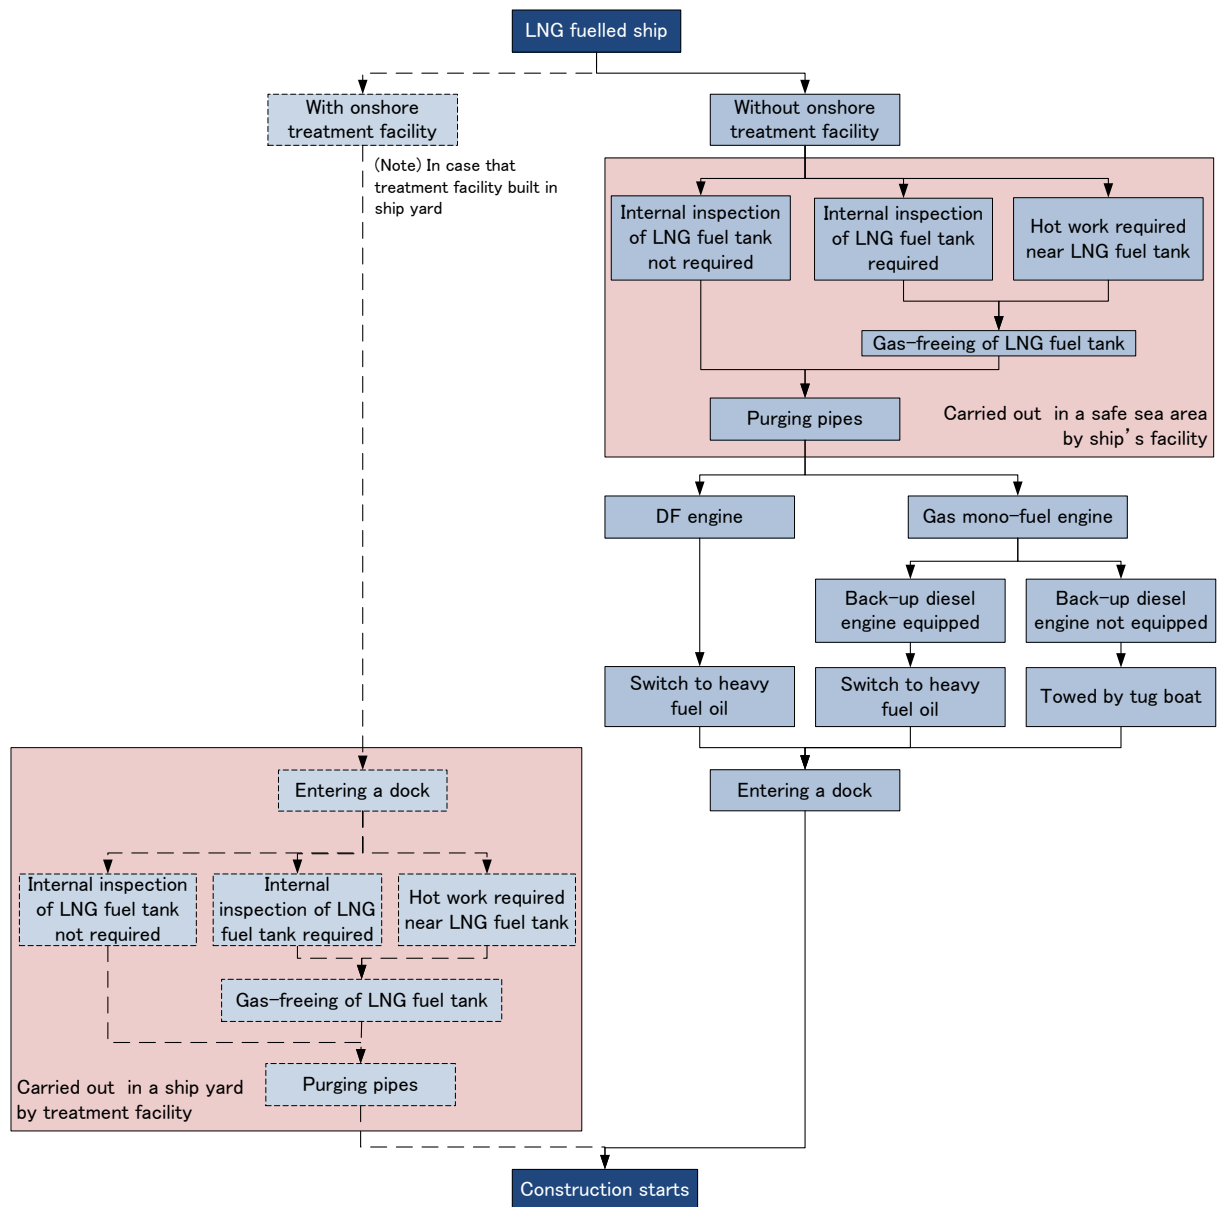 LNG fuelled ship
With onshore
treatment facility
Without onshore
treatment facility
(Note) In case that
treatment facility built in
ship yard
Internal inspection
of LNG fuel tank
not required
Internal inspection
of LNG fuel tank
required
Hot work required
near LNG fuel tank
Gas-freeing of LNG fuel tank
Purging pipes
Carried out in a safe sea area
by ship's facility
DF engine
Gas mono-fuel engine
Back-up diesel
engine equipped
Back-up diesel
engine not equipped
Switch to heavy
fuel oil
Switch to heavy
fuel oil
Towed by tug boat
Entering a dock
Entering a dock
Internal inspection
of LNG fuel tank
not required
Internal
inspection of LNG
fuel tank required
Hot work required
near LNG fuel tank
Gas-freeing of LNG fuel tank
Purging pipes
Carried out in a ship yard
by treatment facility
Construction starts